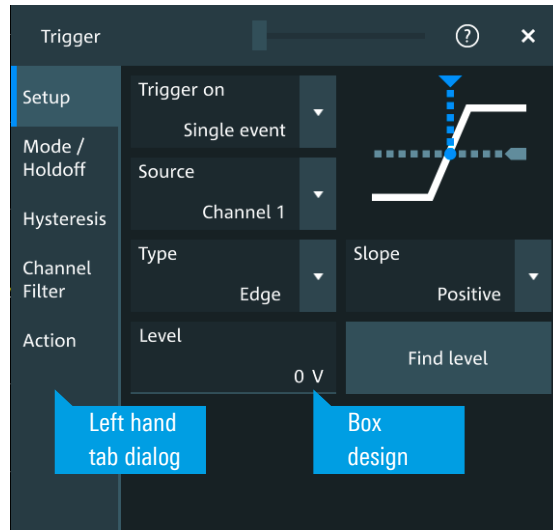 Trigger
?
×
Setup
Mode /
Holdoff
Hysteresis
Channel
Filter
Action
Trigger on
Single event
Source
Channel 1
Type
Edge
Slope
Positive
Level
0 V
Find level
Left hand
tab dialog
Box
design